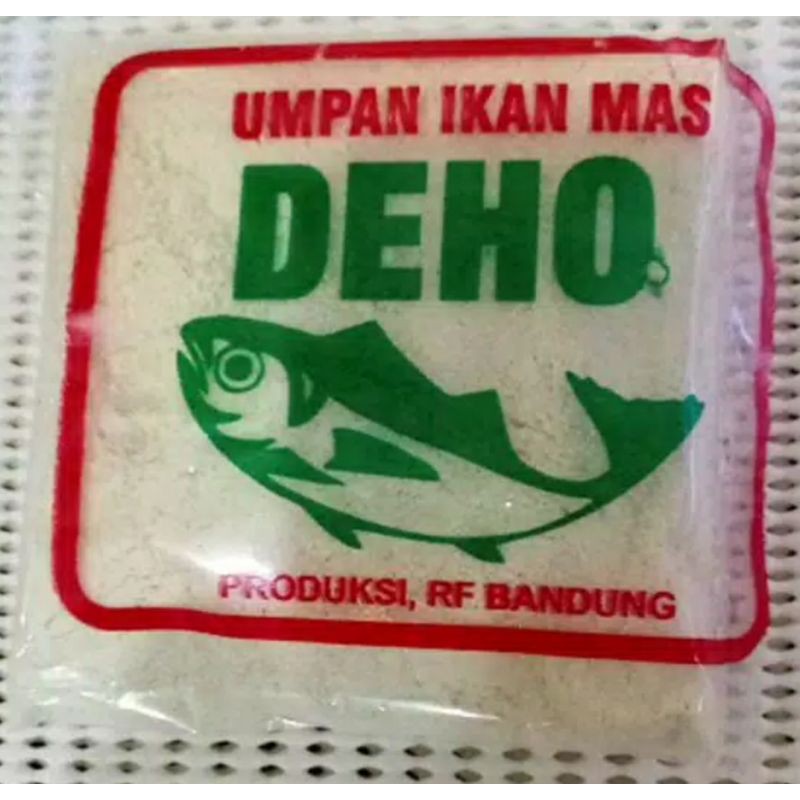 UMPAN IKAN MAS
DEHO
PRODUKSI, RF BANDUNG